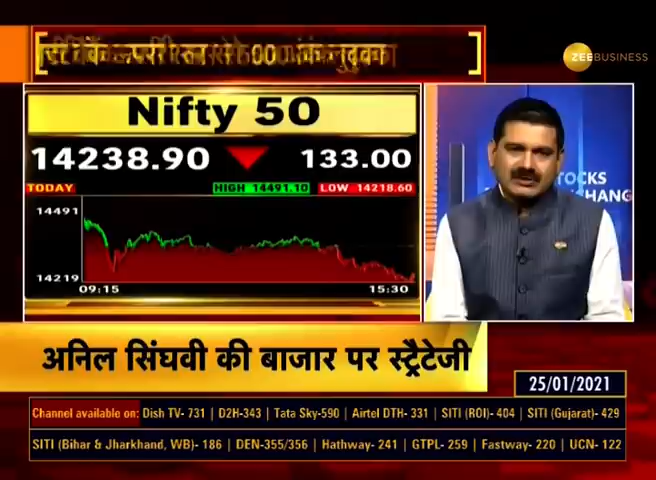 ZEE BUSINESS
Nifty 50
14238.90 133.00
TODAY HIGH 14491.10 LOW 14218.60
14491
14219
09:15 15:30
TOCKS
CHANG
अनिल सिंघवी की बाजार पर स्ट्रैटेजी
25/01/2021
Channel available on: Dish TV- 731 | D2H-343 | Tata Sky-590 | Airtel DTH- 331 | SITI (ROI)- 404 | SITI (Gujarat)- 429
SITI (Bihar & Jharkhand, WB)- 186 | DEN-355/356 | Hathway- 241 | GTPL- 259 | Fastway- 220 | UCN- 122